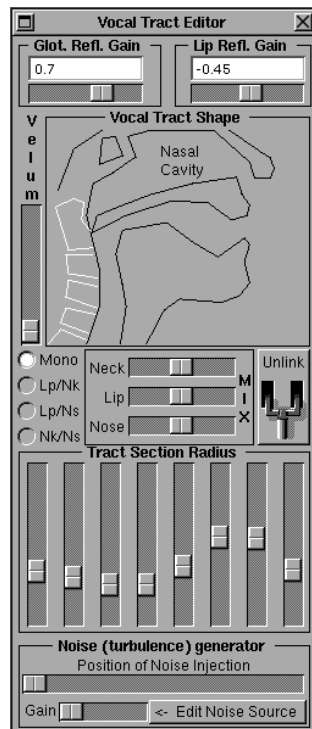 Vocal Tract Editor
Glot. Refl. Gain
Lip Refl. Gain
0.7
-0.45
Velum
Vocal Tract Shape
Nasal
Cavity
Mono
Lp/Nk
Lp/Ns
Nk/Ns
Neck
Lip
Nose
MIX
Unlink
Tract Section Radius
Noise (turbulence) generator
Position of Noise Injection
Gain
<- Edit Noise Source